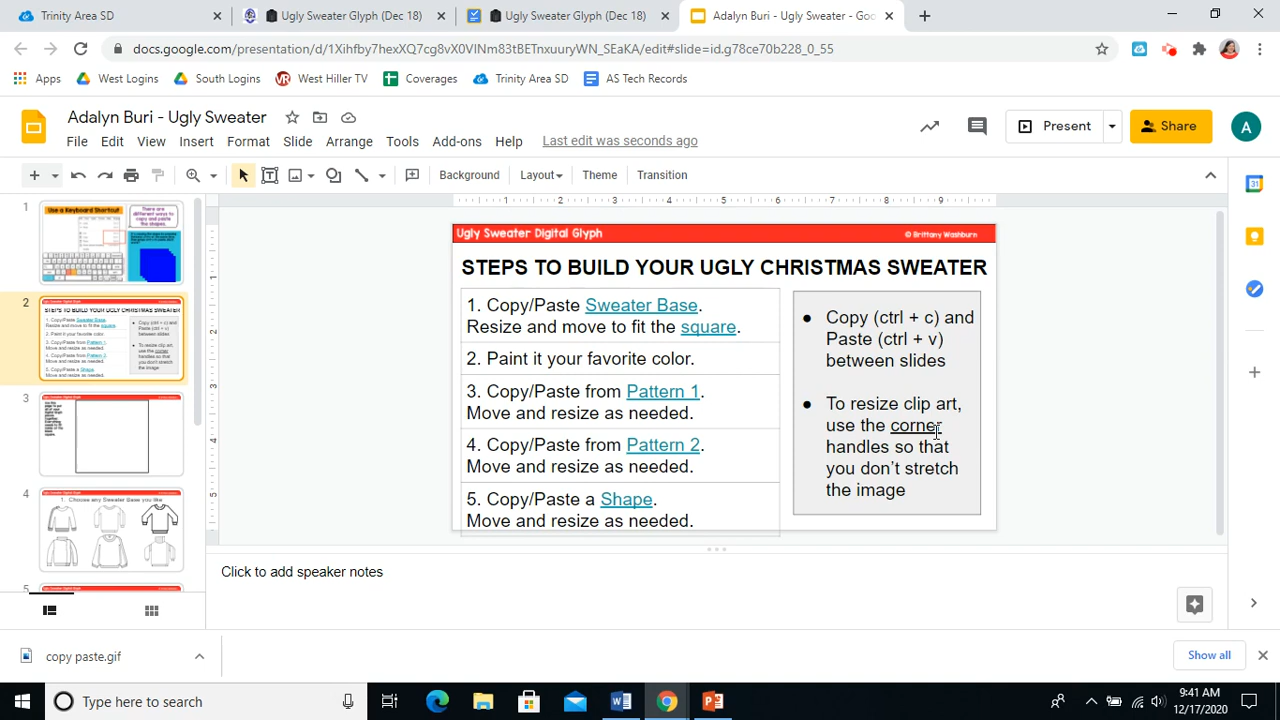 Trinity Area SD
Ugly Sweater Glyph (Dec 18)
Ugly Sweater Glyph (Dec 18)
Adalyn Buri - Ugly Sweater - Goo
docs.google.com/presentation/d/1Xihfby7hexXQ7cg8vX0VINm83tBETnxuuryWN_SEaKA/edit#slide=id.g78ce70b228_0_55
Apps
West Logins
South Logins
West Hiller TV
Coverages
Trinity Area SD
AS Tech Records
Adalyn Buri - Ugly Sweater
File Edit View Insert Format Slide Arrange Tools Add-ons Help Last edit was seconds ago
Present
Share
A
Background
Layout
Theme
Transition
1
Use a Keyboard Shortcut
There are
different ways to
copy and paste
the shapes.
2
3
4
1. Choose any Sweater Base you like
5
Ugly Sweater Digital Glyph
© Brittany Washburn
STEPS TO BUILD YOUR UGLY CHRISTMAS SWEATER
1. Copy/Paste Sweater Base.
Resize and move to fit the square.
2. Paint it your favorite color.
3. Copy/Paste from Pattern 1.
Move and resize as needed.
4. Copy/Paste from Pattern 2.
Move and resize as needed.
5. Copy/Paste a Shape.
Move and resize as needed.
● Copy (ctrl + c) and
Paste (ctrl + v)
between slides
● To resize clip art,
use the corner
handles so that
you don't stretch
the image
Click to add speaker notes
copy paste.gif
Show all
Type here to search
9:41 AM
12/17/2020